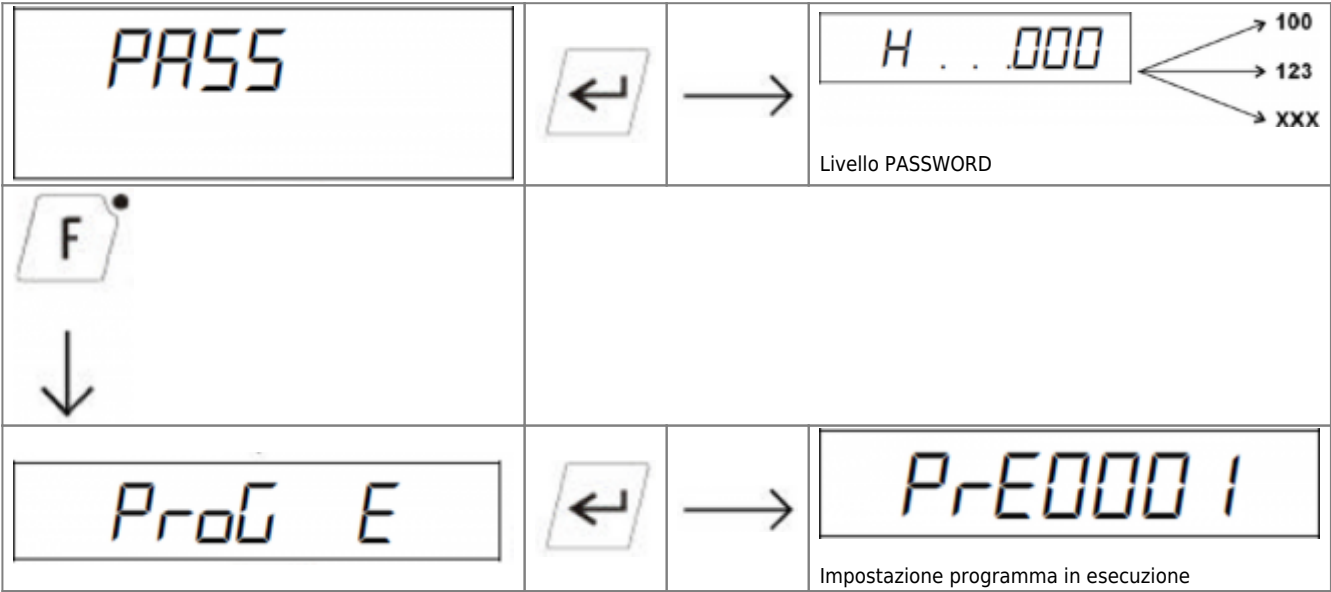 PASS
H . . .000
100
123
XXX
Livello PASSWORD
F
ProG E
PrE0001
Impostazione programma in esecuzione